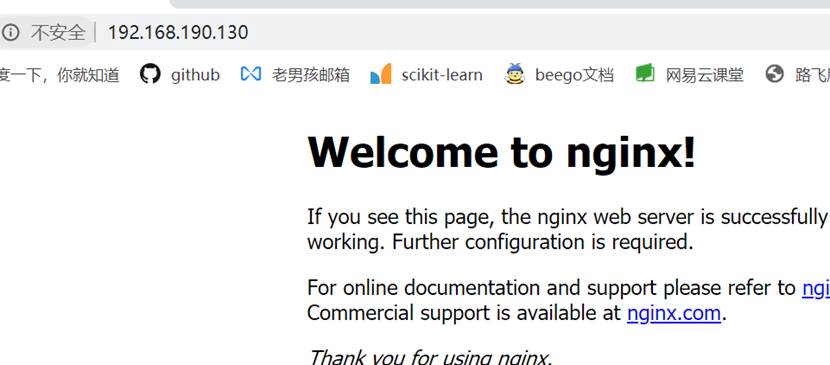 不安全 | 192.168.190.130
度一下，你就知道 github 老男孩邮箱 scikit-learn beego文档 网易云课堂 路飞
Welcome to nginx!
If you see this page, the nginx web server is successfully
working. Further configuration is required.
For online documentation and support please refer to ngi
Commercial support is available at nginx.com.
Thank you for using nginx.